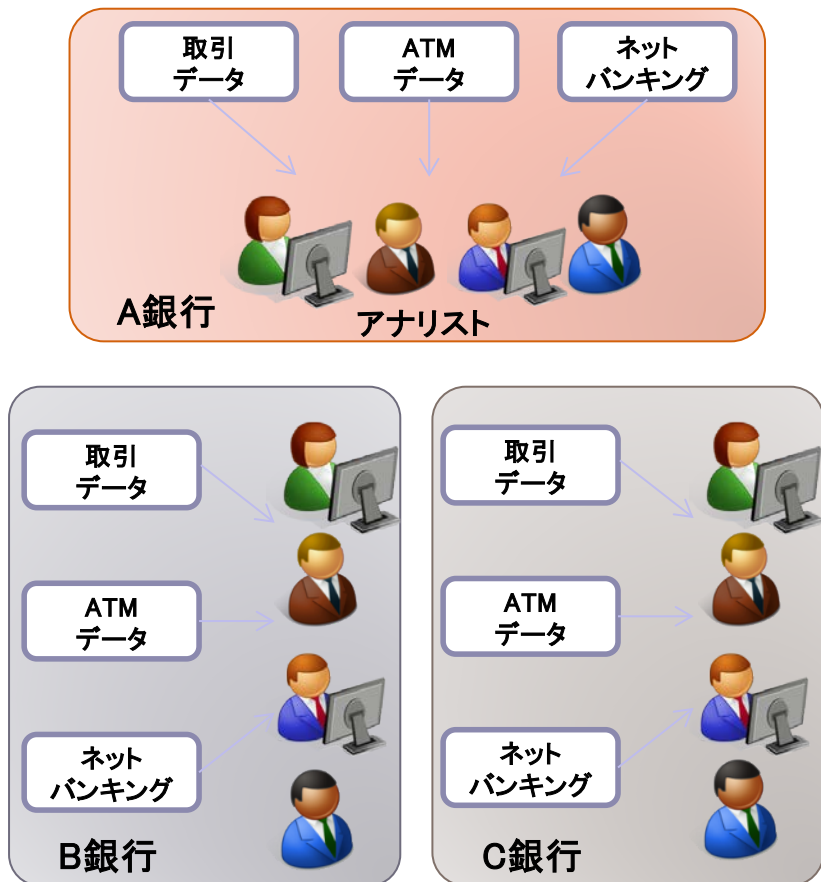 取引
データ
ATM
データ
ネット
バンキング
A銀行
アナリスト
取引
データ
ATM
データ
ネット
バンキング
B銀行
取引
データ
ATM
データ
ネット
バンキング
C銀行